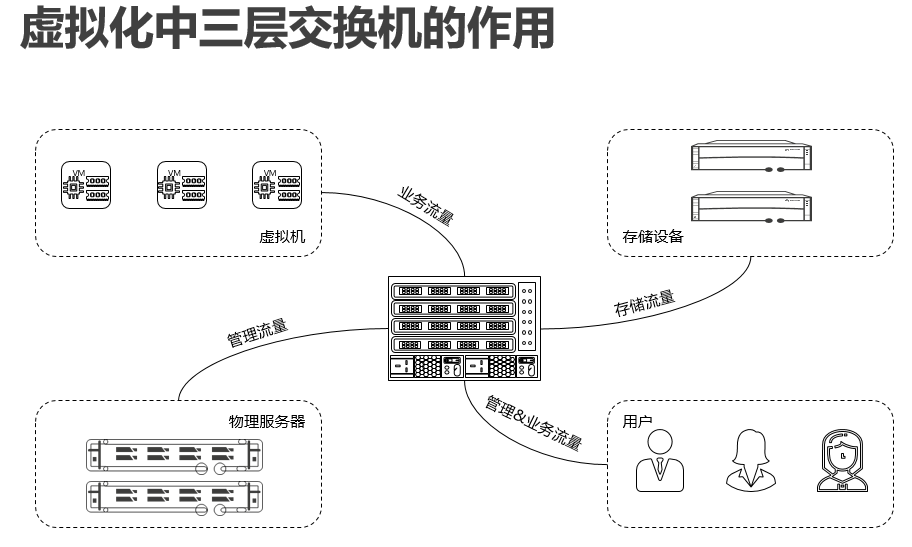 虚拟化中三层交换机的作用
VM
VM
VM
虚拟机
业务流量
存储设备
存储流量
管理流量
物理服务器
管理&业务流量
用户